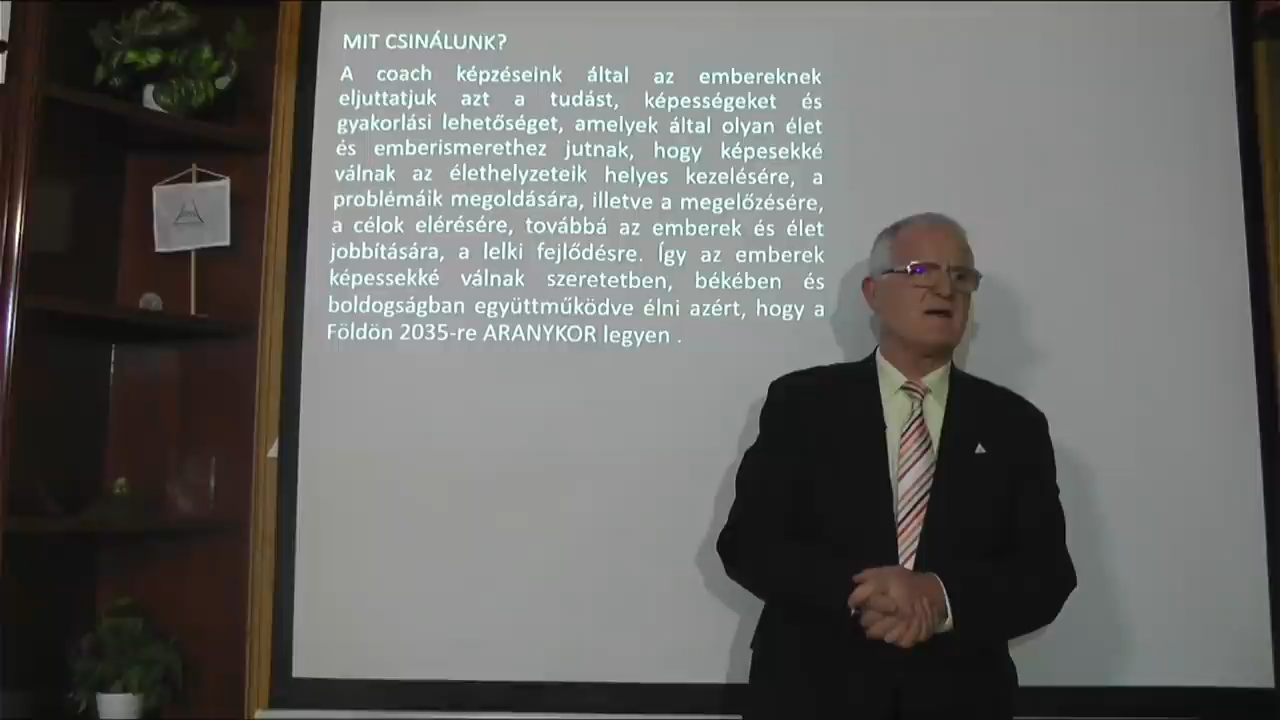 MIT CSINÁLUNK?
A coach képzéseink által az embereknek
eljuttatjuk azt a tudást, képességeket és
gyakorlási lehetőséget, amelyek által olyan élet
és emberismerethez jutnak, hogy képesekké
válnak az élethelyzeteik helyes kezelésére, a
problémáik megoldására, illetve a megelőzésére,
a célok elérésére, továbbá az emberek és élet
jobbítására, a lelki fejlődésre. Így az emberek
képessekké válnak szeretetben, békében és
boldogságban együttműködve élni azért, hogy a
Földön 2035-re ARANYKOR legyen .